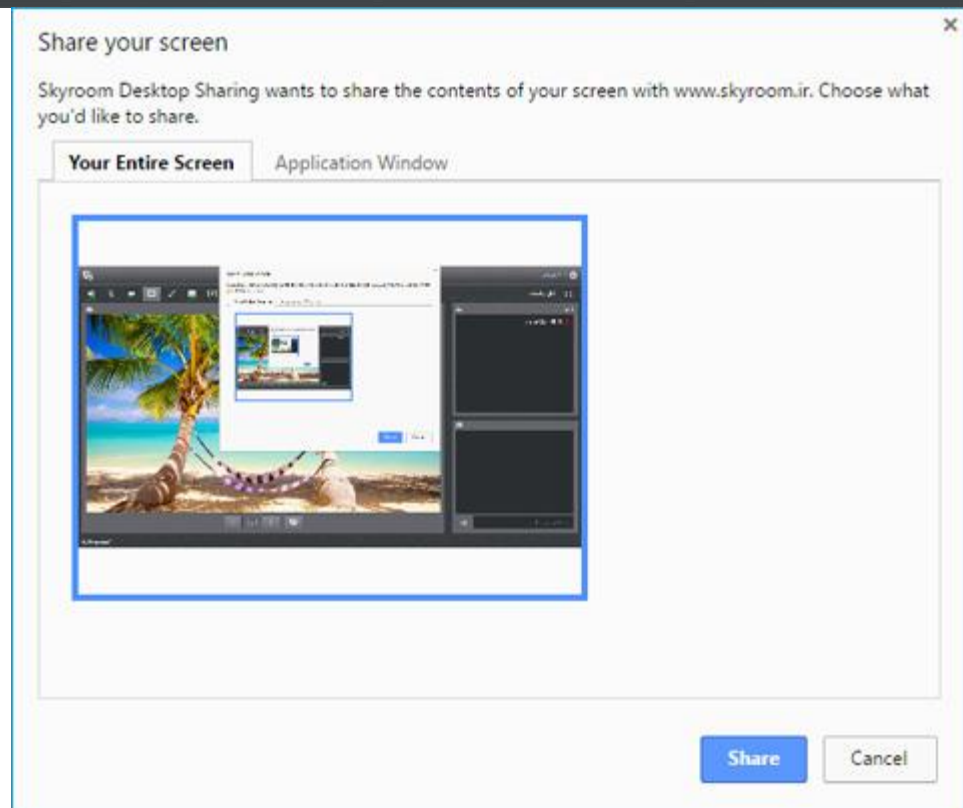 Share your screen
Skyroom Desktop Sharing wants to share the contents of your screen with www.skyroom.ir. Choose what
you'd like to share.
Your Entire Screen
Application Window
Share
Cancel